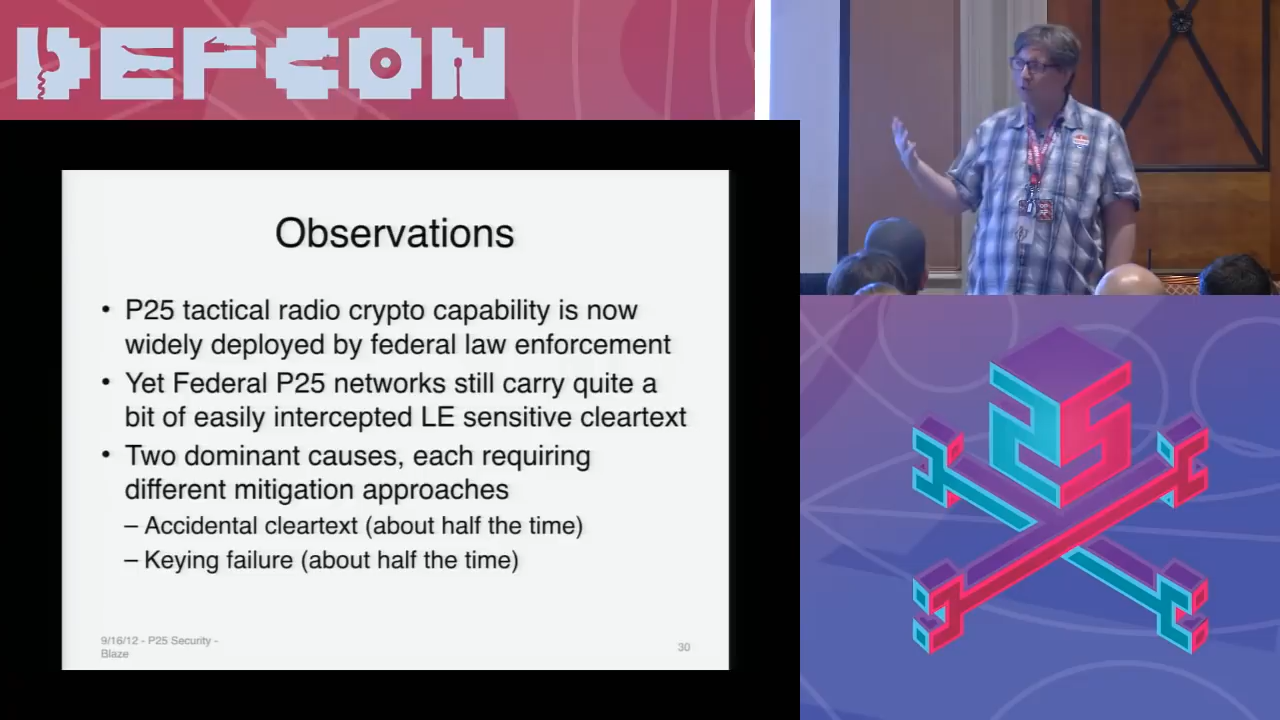 DEFCON
Observations
• P25 tactical radio crypto capability is now
widely deployed by federal law enforcement
• Yet Federal P25 networks still carry quite a
bit of easily intercepted LE sensitive cleartext
• Two dominant causes, each requiring
different mitigation approaches
– Accidental cleartext (about half the time)
– Keying failure (about half the time)
9/16/12 - P25 Security -
Blaze
30
25